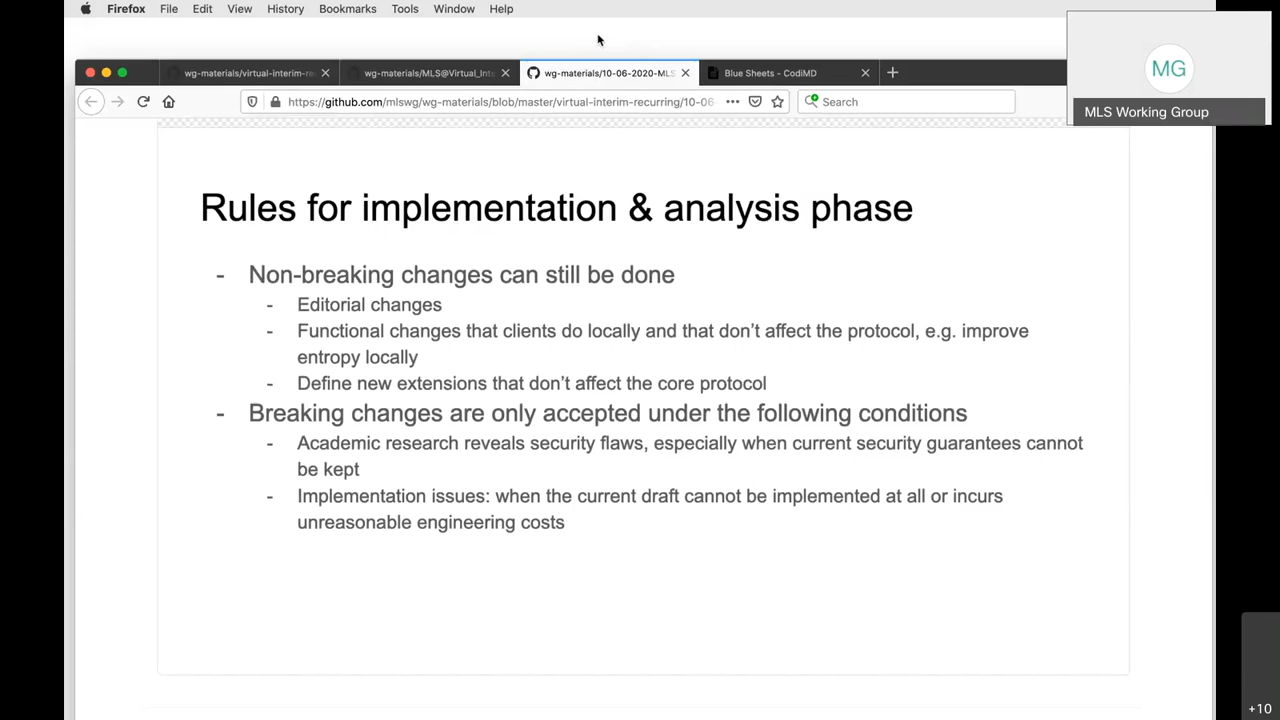 Firefox File Edit View History Bookmarks Tools Window Help
MG
MLS Working Group
wg-materials/virtual-interim-re
wg-materials/MLS@Virtual_Int
wg-materials/10-06-2020-MLS
Blue Sheets - CodiMD
https://github.com/mlswg/wg-materials/blob/master/virtual-interim-recurring/10-06-
Search
Rules for implementation & analysis phase
- Non-breaking changes can still be done
- Editorial changes
- Functional changes that clients do locally and that don’t affect the protocol, e.g. improve
entropy locally
- Define new extensions that don’t affect the core protocol
- Breaking changes are only accepted under the following conditions
- Academic research reveals security flaws, especially when current security guarantees cannot
be kept
- Implementation issues: when the current draft cannot be implemented at all or incurs
unreasonable engineering costs
+10